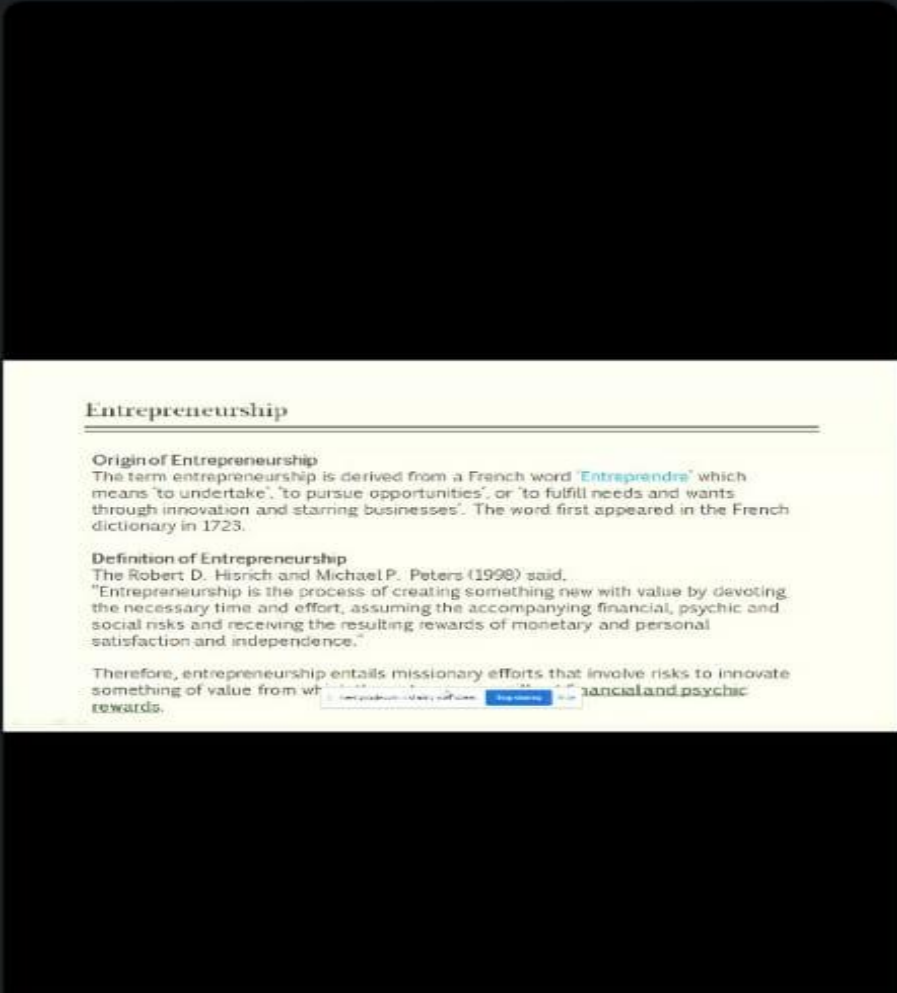 Entrepreneurship
Origin of Entrepreneurship
The term entrepreneurship is derived from a French word 'Entreprendre' which
means 'to undertake', 'to pursue opportunities', or 'to fulfill needs and wants
through innovation and starring businesses'. The word first appeared in the French
dictionary in 1723.
Definition of Entrepreneurship
The Robert D. Hisrich and Michael P. Peters (1998) said,
"Entrepreneurship is the process of creating something new with value by devoting
the necessary time and effort, assuming the accompanying financial, psychic and
social risks and receiving the resulting rewards of monetary and personal
satisfaction and independence."
Therefore, entrepreneurship entails missionary efforts that involve risks to innovate
something of value from and psychic
rewards.
Stop sharing